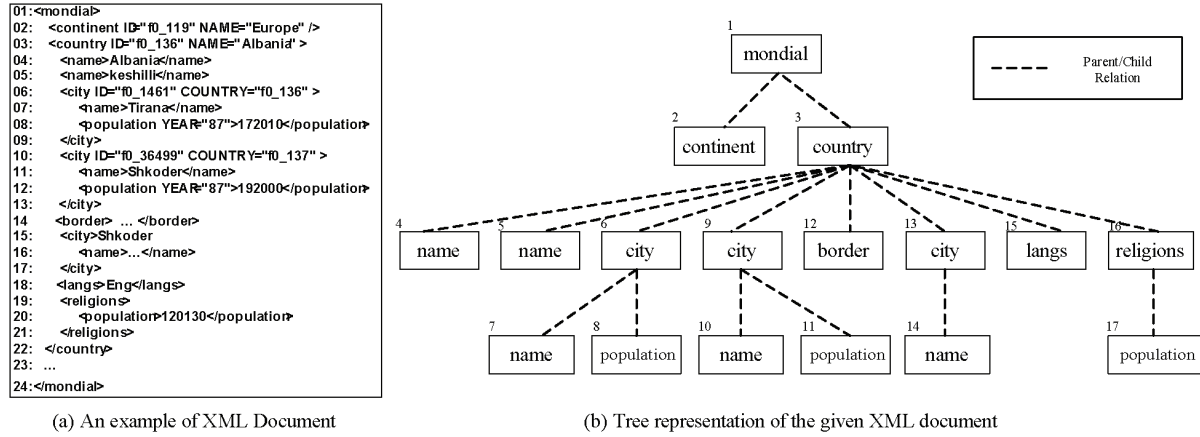 01:<mondial>
02: <continent ID="f0_119" NAME="Europe" />
03: <country ID="f0_136" NAME="Albania" >
04: <name>Albania</name>
05: <name>keshilli</name>
06: <city ID="f0_1461" COUNTRY="f0_136" >
07: <name>Tirana</name>
08: <population YEAR="87">172010</population>
09: </city>
10: <city ID="f0_36499" COUNTRY="f0_137" >
11: <name>Shkoder</name>
12: <population YEAR="87">192000</population>
13: </city>
14 <border> ... </border>
15: <city>Shkoder
16: <name>...</name>
17: </city>
18: <langs>Eng</langs>
19: <religions>
20: <population>120130</population>
21: </religions>
22: </country>
23: ...
24:</mondial>
(a) An example of XML Document
1
mondial
Parent/Child
Relation
2 3
continent country
4 5 6 9 12 13 15 16
name name city city border city langs religions
7 8 10 11 14 17
name population name population name population
(b) Tree representation of the given XML document